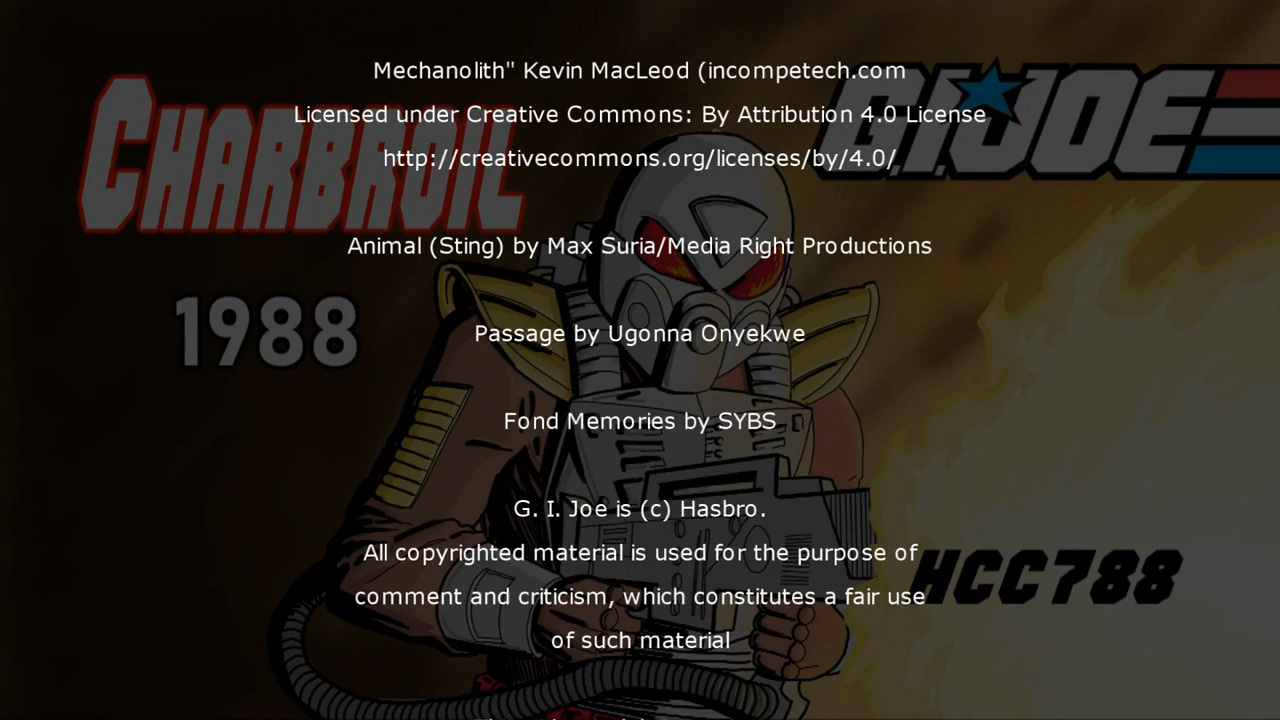 Mechanolith" Kevin MacLeod (incompetech.com
Licensed under Creative Commons: By Attribution 4.0 License
http://creativecommons.org/licenses/by/4.0/
CHARBROIL
G.I.JOE
1988
Animal (Sting) by Max Suria/Media Right Productions
Passage by Ugonna Onyekwe
Fond Memories by SYBS
G. I. Joe is (c) Hasbro.
All copyrighted material is used for the purpose of
comment and criticism, which constitutes a fair use
of such material
HCC788